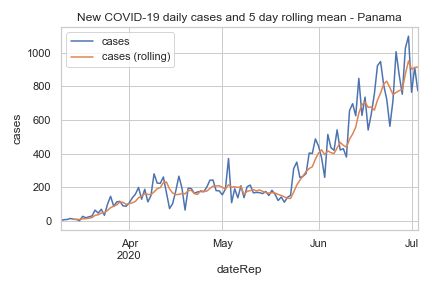 New COVID-19 daily cases and 5 day rolling mean - Panama
cases
cases (rolling)
1000
800
600
400
200
0
cases
Apr
2020
May
Jun
Jul
dateRep